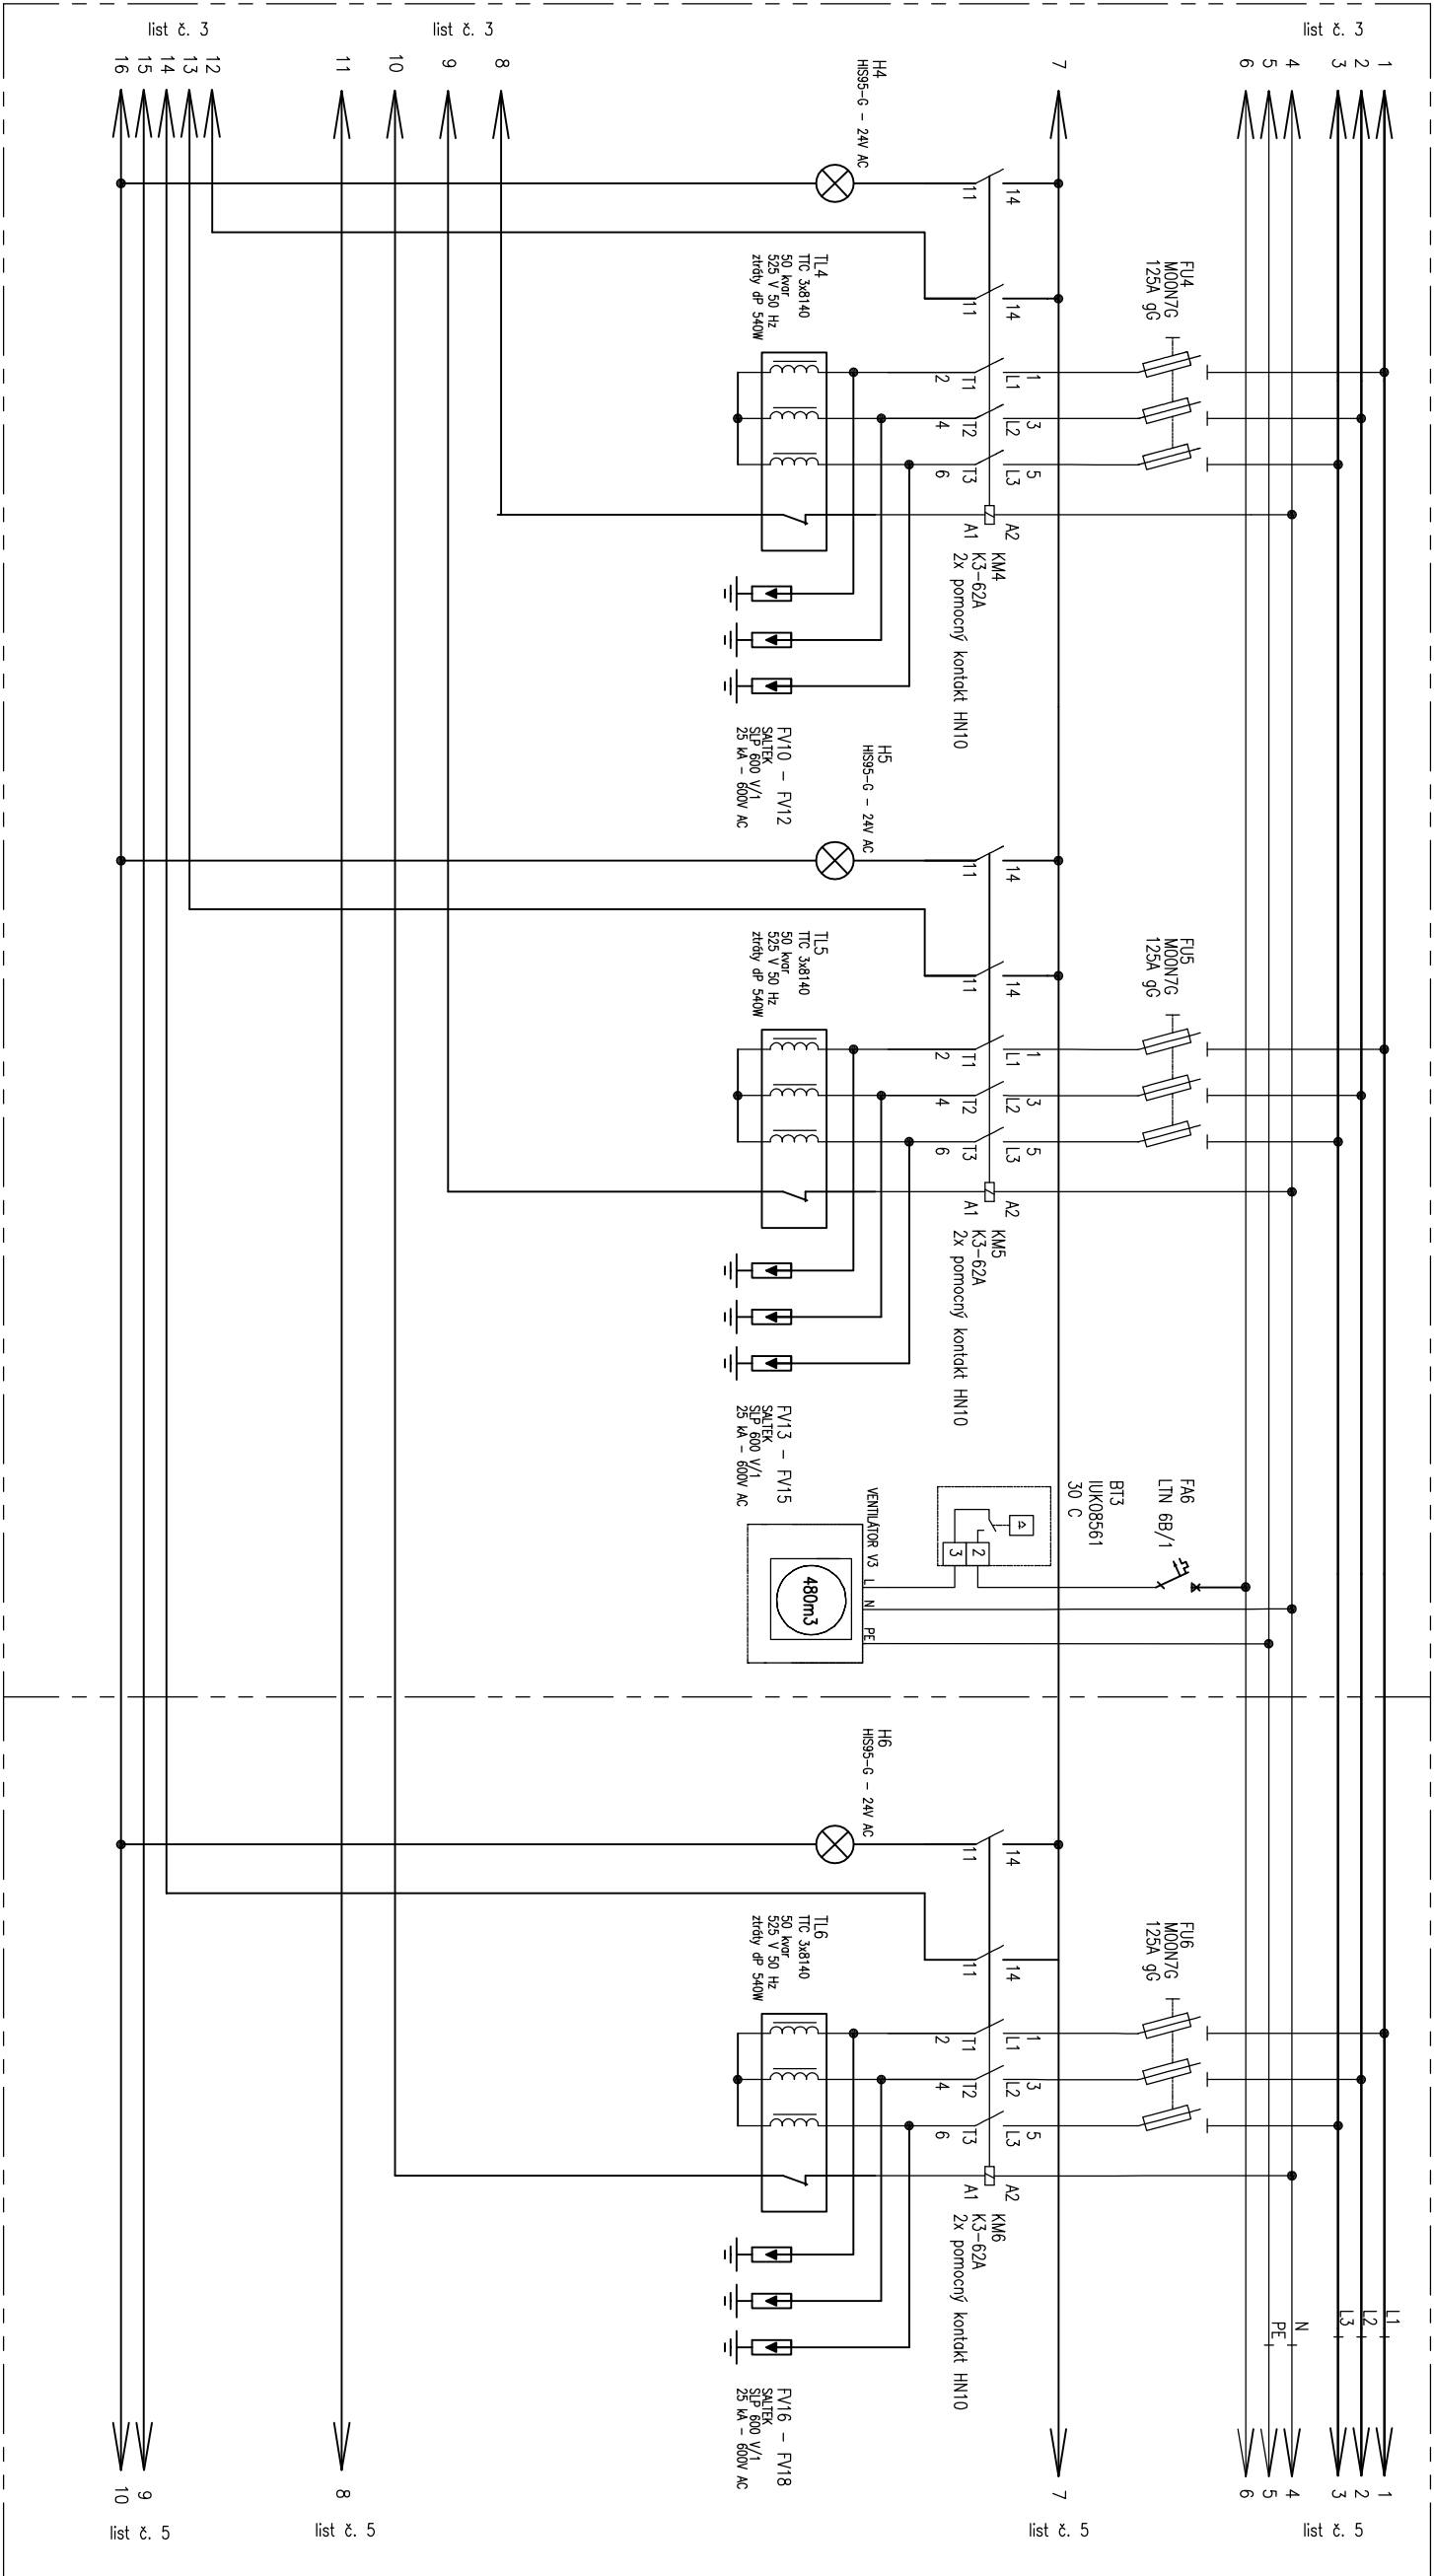 list č. 3
1
2
3
4
5
6
7
list č. 3
8
9
10
11
list č. 3
12
13
14
15
16
H4
HIS95-G - 24V AC
14
11
14
11
FU4
M00N7G
125A gG
TL4
TTC 3x8140
50 kvar
525 V 50 Hz
ztráty dP 540W
1
L1
T1
2
3
L2
T2
4
5
L3
T3
6
A2
A1
KM4
K3-62A
2x pomocný kontakt HN10
FV10 - FV12
SALTEK
SLP 600 V/1
25 kA - 600V AC
H5
HIS95-G - 24V AC
14
11
14
11
FU5
M00N7G
125A gG
TL5
TTC 3x8140
50 kvar
525 V 50 Hz
ztráty dP 540W
1
L1
T1
2
3
L2
T2
4
5
L3
T3
6
A2
A1
KM5
K3-62A
2x pomocný kontakt HN10
FV13 - FV15
SALTEK
SLP 600 V/1
25 kA - 600V AC
FA6
LTN 6B/1
BT3
IUK08561
30 C
2
3
VENTILÁTOR V3
L
N
PE
480m3
H6
HIS95-G - 24V AC
14
11
14
11
FU6
M00N7G
125A gG
TL6
TTC 3x8140
50 kvar
525 V 50 Hz
ztráty dP 540W
1
L1
T1
2
3
L2
T2
4
5
L3
T3
6
A2
A1
KM6
K3-62A
2x pomocný kontakt HN10
FV16 - FV18
SALTEK
SLP 600 V/1
25 kA - 600V AC
L1
L2
L3
N
PE
1
2
3
4
5
6
list č. 5
7
list č. 5
8
list č. 5
9
10
list č. 5